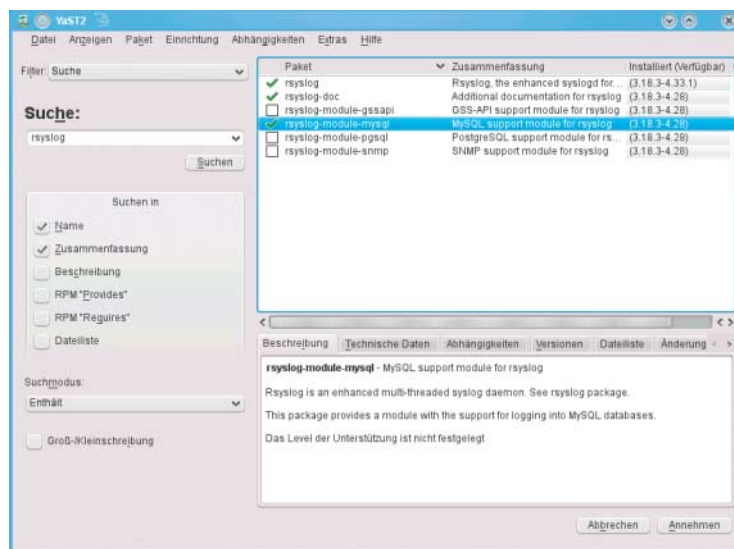 YaST2
Datei Anzeigen Paket Einrichtung Abhängigkeiten Extras Hilfe
Filter: Suche
Suche:
rsyslog
Suchen
Suchen in
Name
Zusammenfassung
Beschreibung
RPM "Provides"
RPM "Requires"
Dateiliste
Suchmodus:
Enthält
Groß-/Kleinschreibung
Paket Zusammenfassung Installiert (Verfügbar)
rsyslog Rsyslog, the enhanced syslogd for... (3.18.3-4.33.1)
rsyslog-doc Additional documentation for rsyslog (3.18.3-4.28)
rsyslog-module-gssapi GSS-API support module for rsyslog (3.18.3-4.28)
rsyslog-module-mysql MySQL support module for rsyslog (3.18.3-4.28)
rsyslog-module-pgsql PostgreSQL support module for rs... (3.18.3-4.28)
rsyslog-module-snmp SNMP support module for rsyslog (3.18.3-4.28)
Beschreibung Technische Daten Abhängigkeiten Versionen Dateiliste Änderung
rsyslog-module-mysql - MySQL support module for rsyslog
Rsyslog is an enhanced multi-threaded syslog daemon. See rsyslog package.
This package provides a module with the support for logging into MySQL databases.
Das Level der Unterstützung ist nicht festgelegt
Abbrechen Annehmen